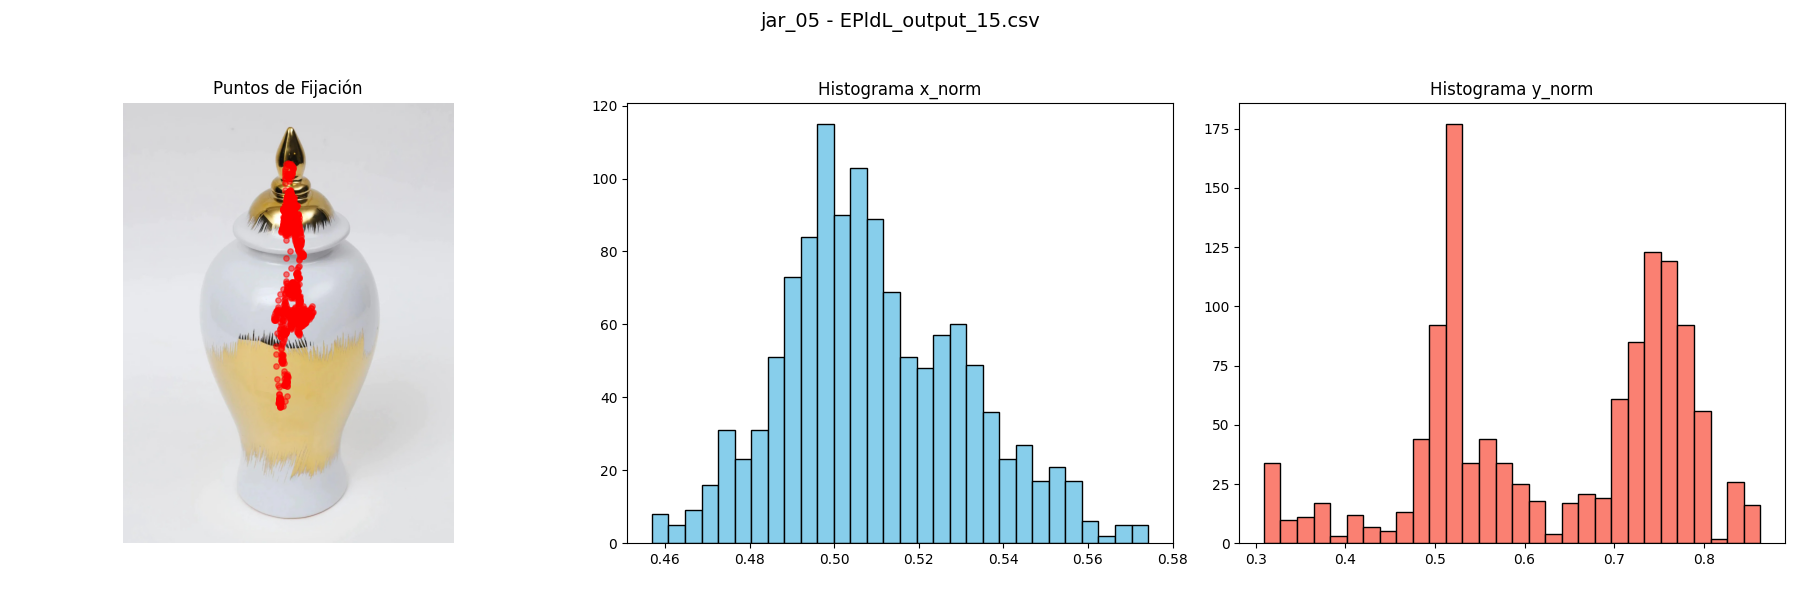 jar_05 - EPldL_output_15.csv
Puntos de Fijación
Histograma x_norm
Histograma y_norm
120
100
80
60
40
20
0
0.46 0.48 0.50 0.52 0.54 0.56 0.58
175
150
125
100
75
50
25
0
0.3 0.4 0.5 0.6 0.7 0.8